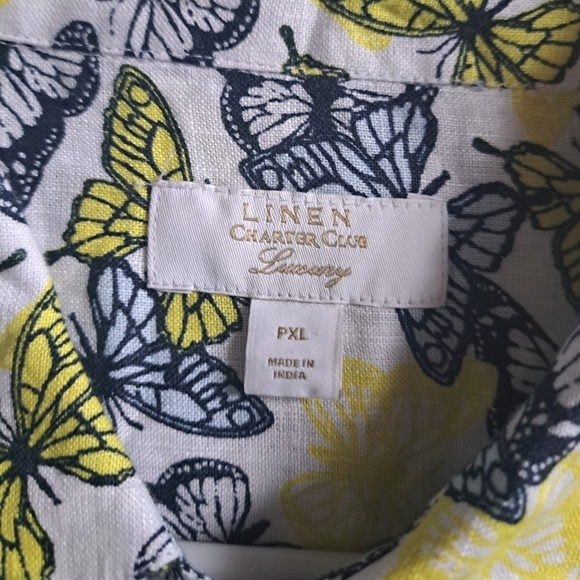 LINEN
CHARTER CLUB
Luxury
PXL
MADE IN
INDIA